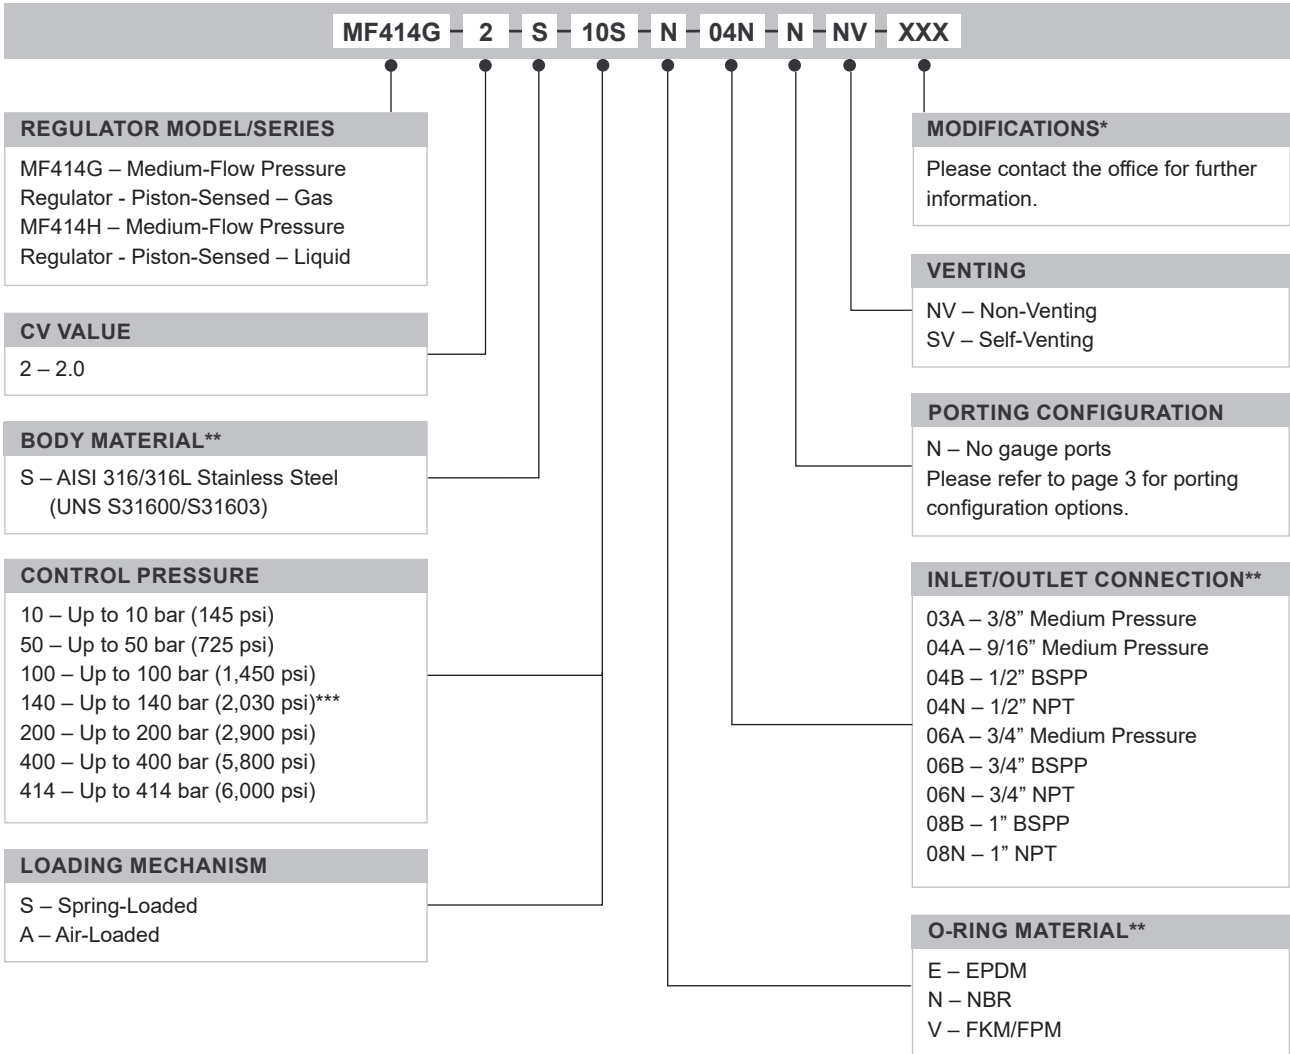 MF414G 2 S 10S N 04N N NV XXX
REGULATOR MODEL/SERIES
MF414G – Medium-Flow Pressure
Regulator - Piston-Sensed – Gas
MF414H – Medium-Flow Pressure
Regulator - Piston-Sensed – Liquid
CV VALUE
2 – 2.0
BODY MATERIAL**
S – AISI 316/316L Stainless Steel
(UNS S31600/S31603)
CONTROL PRESSURE
10 – Up to 10 bar (145 psi)
50 – Up to 50 bar (725 psi)
100 – Up to 100 bar (1,450 psi)
140 – Up to 140 bar (2,030 psi)***
200 – Up to 200 bar (2,900 psi)
400 – Up to 400 bar (5,800 psi)
414 – Up to 414 bar (6,000 psi)
LOADING MECHANISM
S – Spring-Loaded
A – Air-Loaded
MODIFICATIONS*
Please contact the office for further
information.
VENTING
NV – Non-Venting
SV – Self-Venting
PORTING CONFIGURATION
N – No gauge ports
Please refer to page 3 for porting
configuration options.
INLET/OUTLET CONNECTION**
03A – 3/8” Medium Pressure
04A – 9/16” Medium Pressure
04B – 1/2” BSPP
04N – 1/2” NPT
06A – 3/4” Medium Pressure
06B – 3/4” BSPP
06N – 3/4” NPT
08B – 1” BSPP
08N – 1” NPT
O-RING MATERIAL**
E – EPDM
N – NBR
V – FKM/FPM